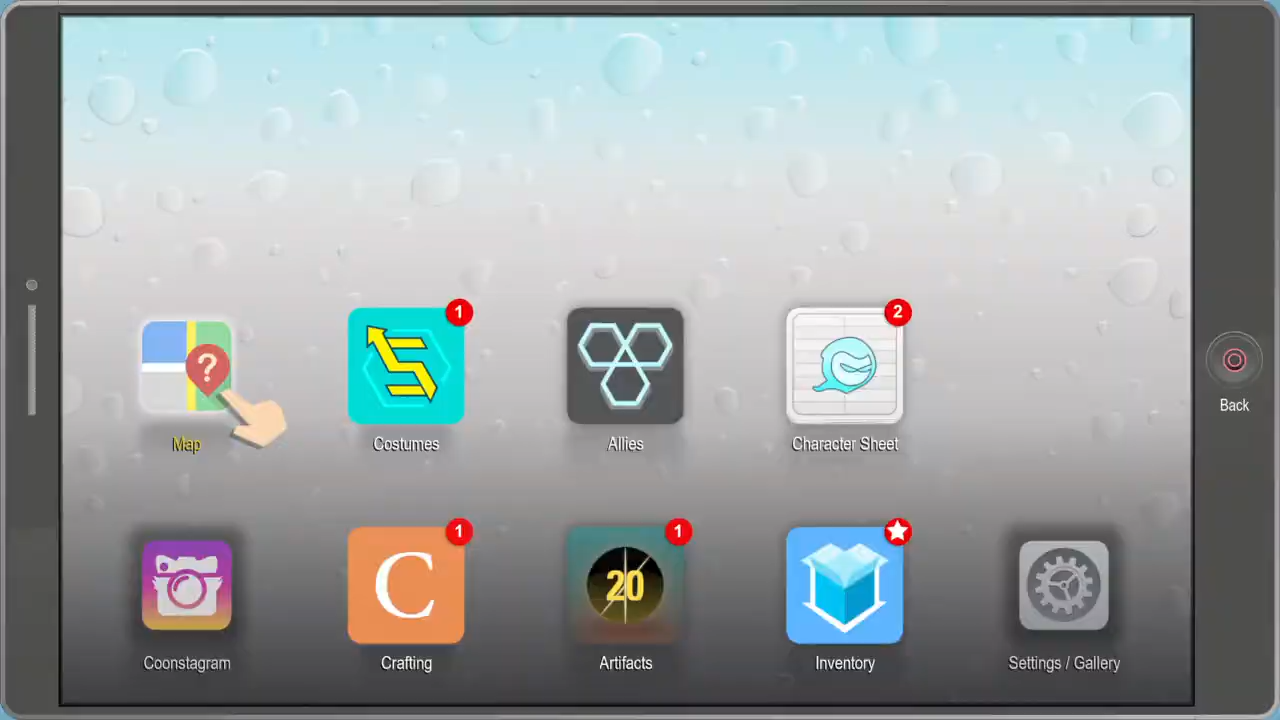 ?
1
2
Map
Costumes
Allies
Character Sheet
Back
1
1
C
20
Coonstagram
Crafting
Artifacts
Inventory
Settings / Gallery